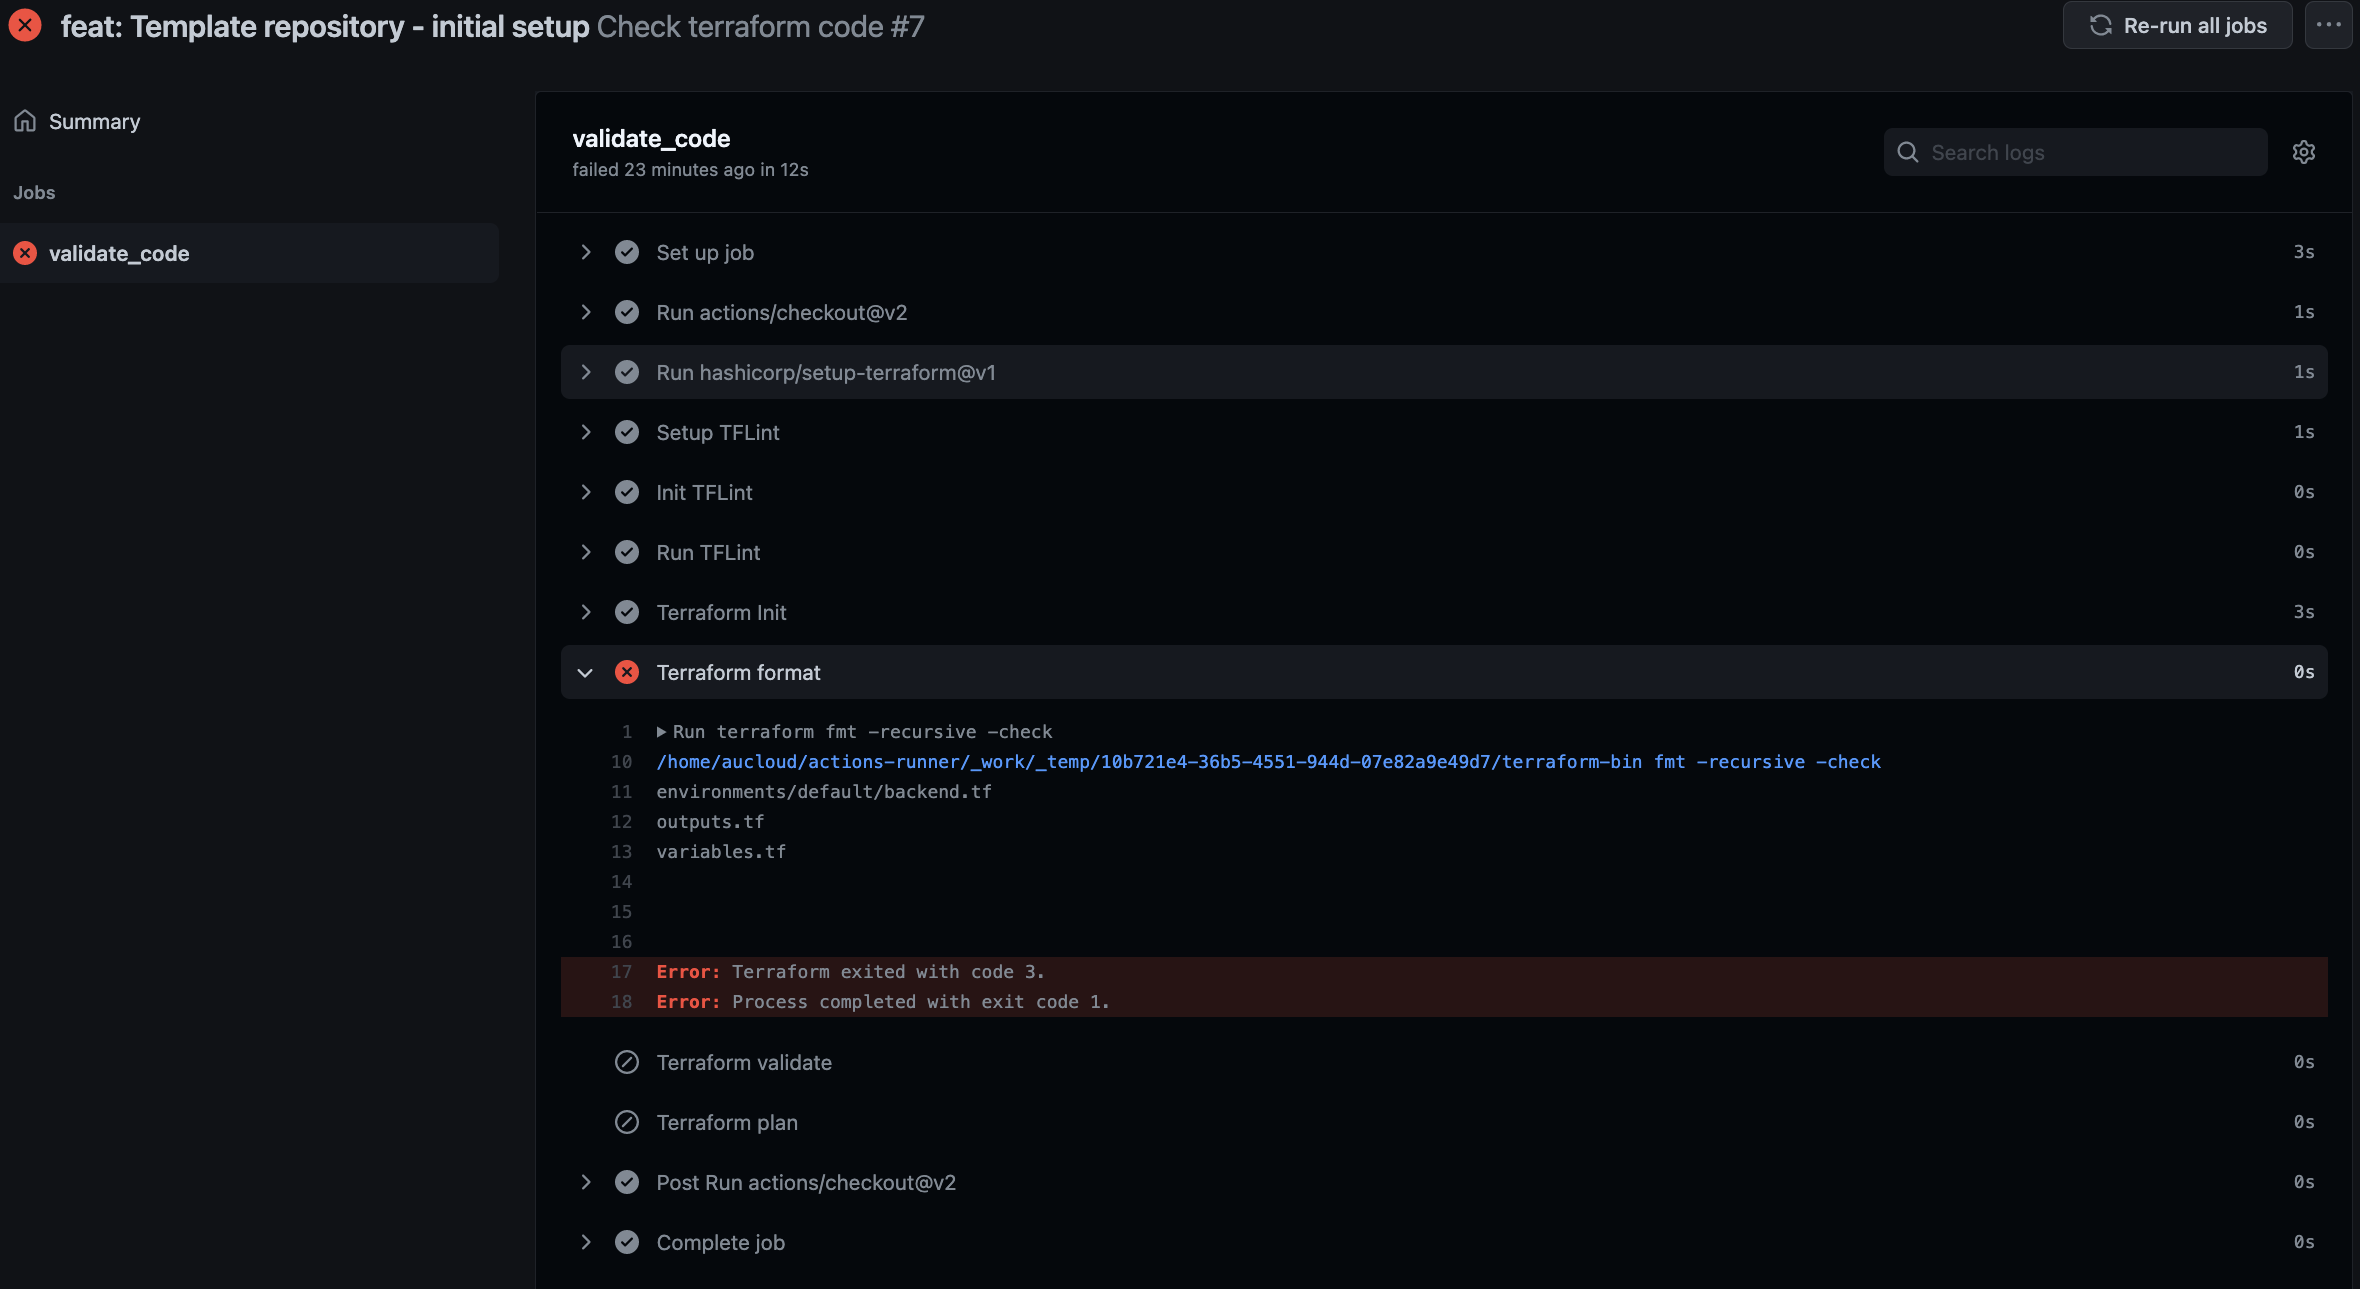 feat: Template repository - initial setup Check terraform code #7
Re-run all jobs
Summary
Jobs
validate_code
validate_code
failed 23 minutes ago in 12s
Search logs
Set up job 3s
Run actions/checkout@v2 1s
Run hashicorp/setup-terraform@v1 1s
Setup TFLint 1s
Init TFLint 0s
Run TFLint 0s
Terraform Init 3s
Terraform format 0s
1 Run terraform fmt -recursive -check
10 /home/aucloud/actions-runner/_work/_temp/10b721e4-36b5-4551-944d-07e82a9e49d7/terraform-bin fmt -recursive -check
11 environments/default/backend.tf
12 outputs.tf
13 variables.tf
14
15
16
17 Error: Terraform exited with code 3.
18 Error: Process completed with exit code 1.
Terraform validate 0s
Terraform plan 0s
Post Run actions/checkout@v2 0s
Complete job 0s